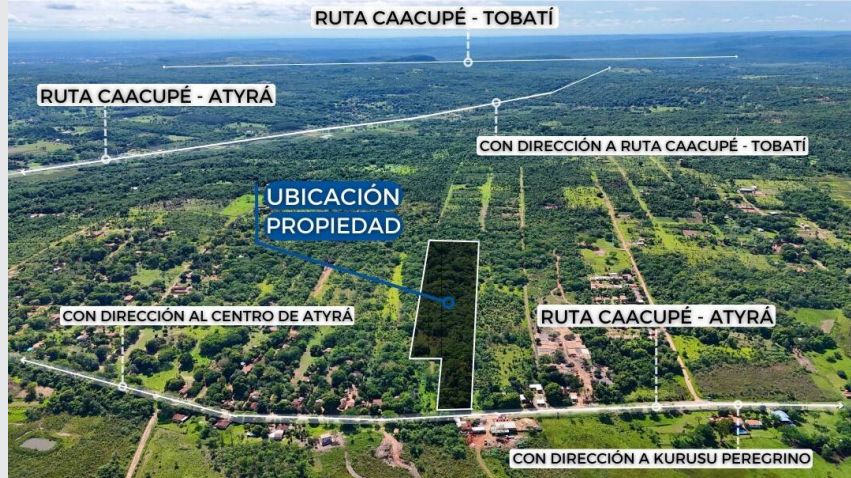 RUTA CAACUPÉ - TOBATÍ
RUTA CAACUPÉ - ATYRÁ
CON DIRECCIÓN A RUTA CAACUPÉ - TOBATÍ
UBICACIÓN
PROPIEDAD
CON DIRECCIÓN AL CENTRO DE ATYRÁ
RUTA CAACUPÉ - ATYRÁ
CON DIRECCIÓN A KURUSU PEREGRINO